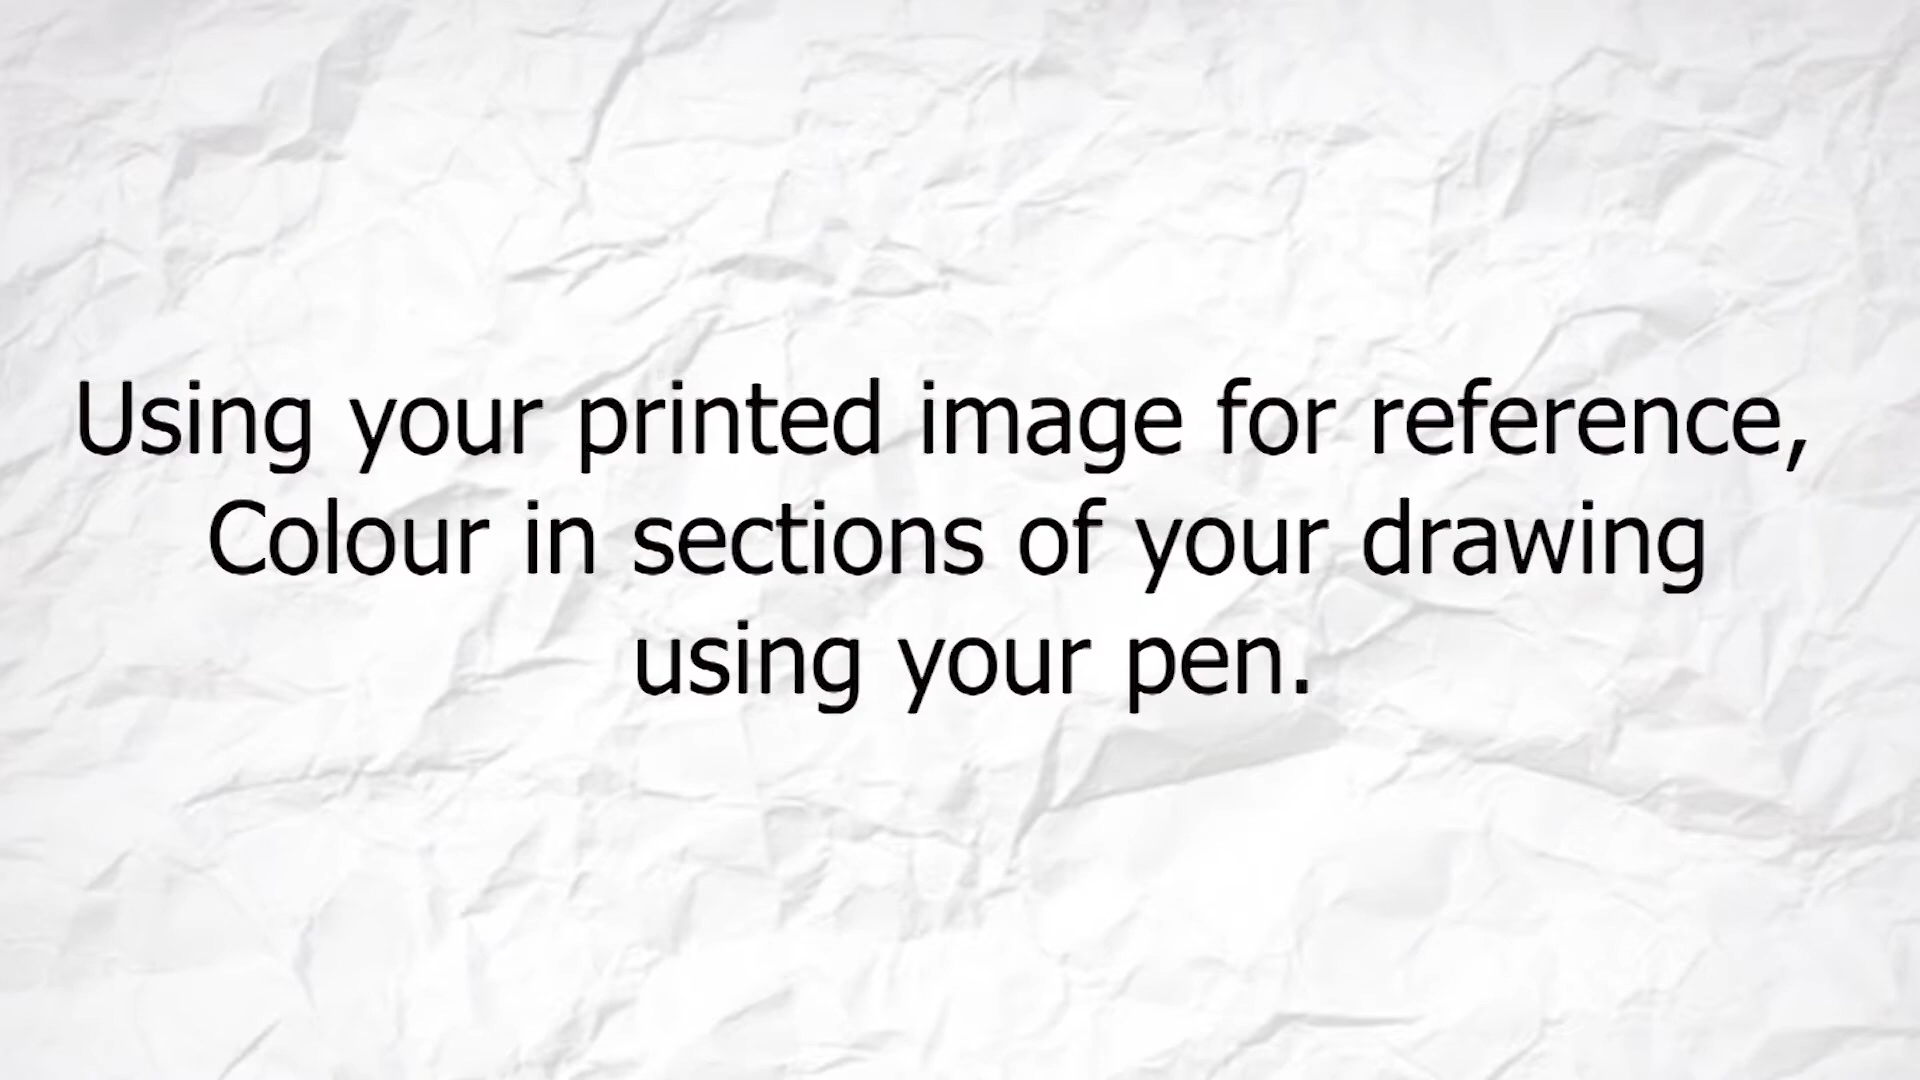 Using your printed image for reference,
Colour in sections of your drawing
using your pen.